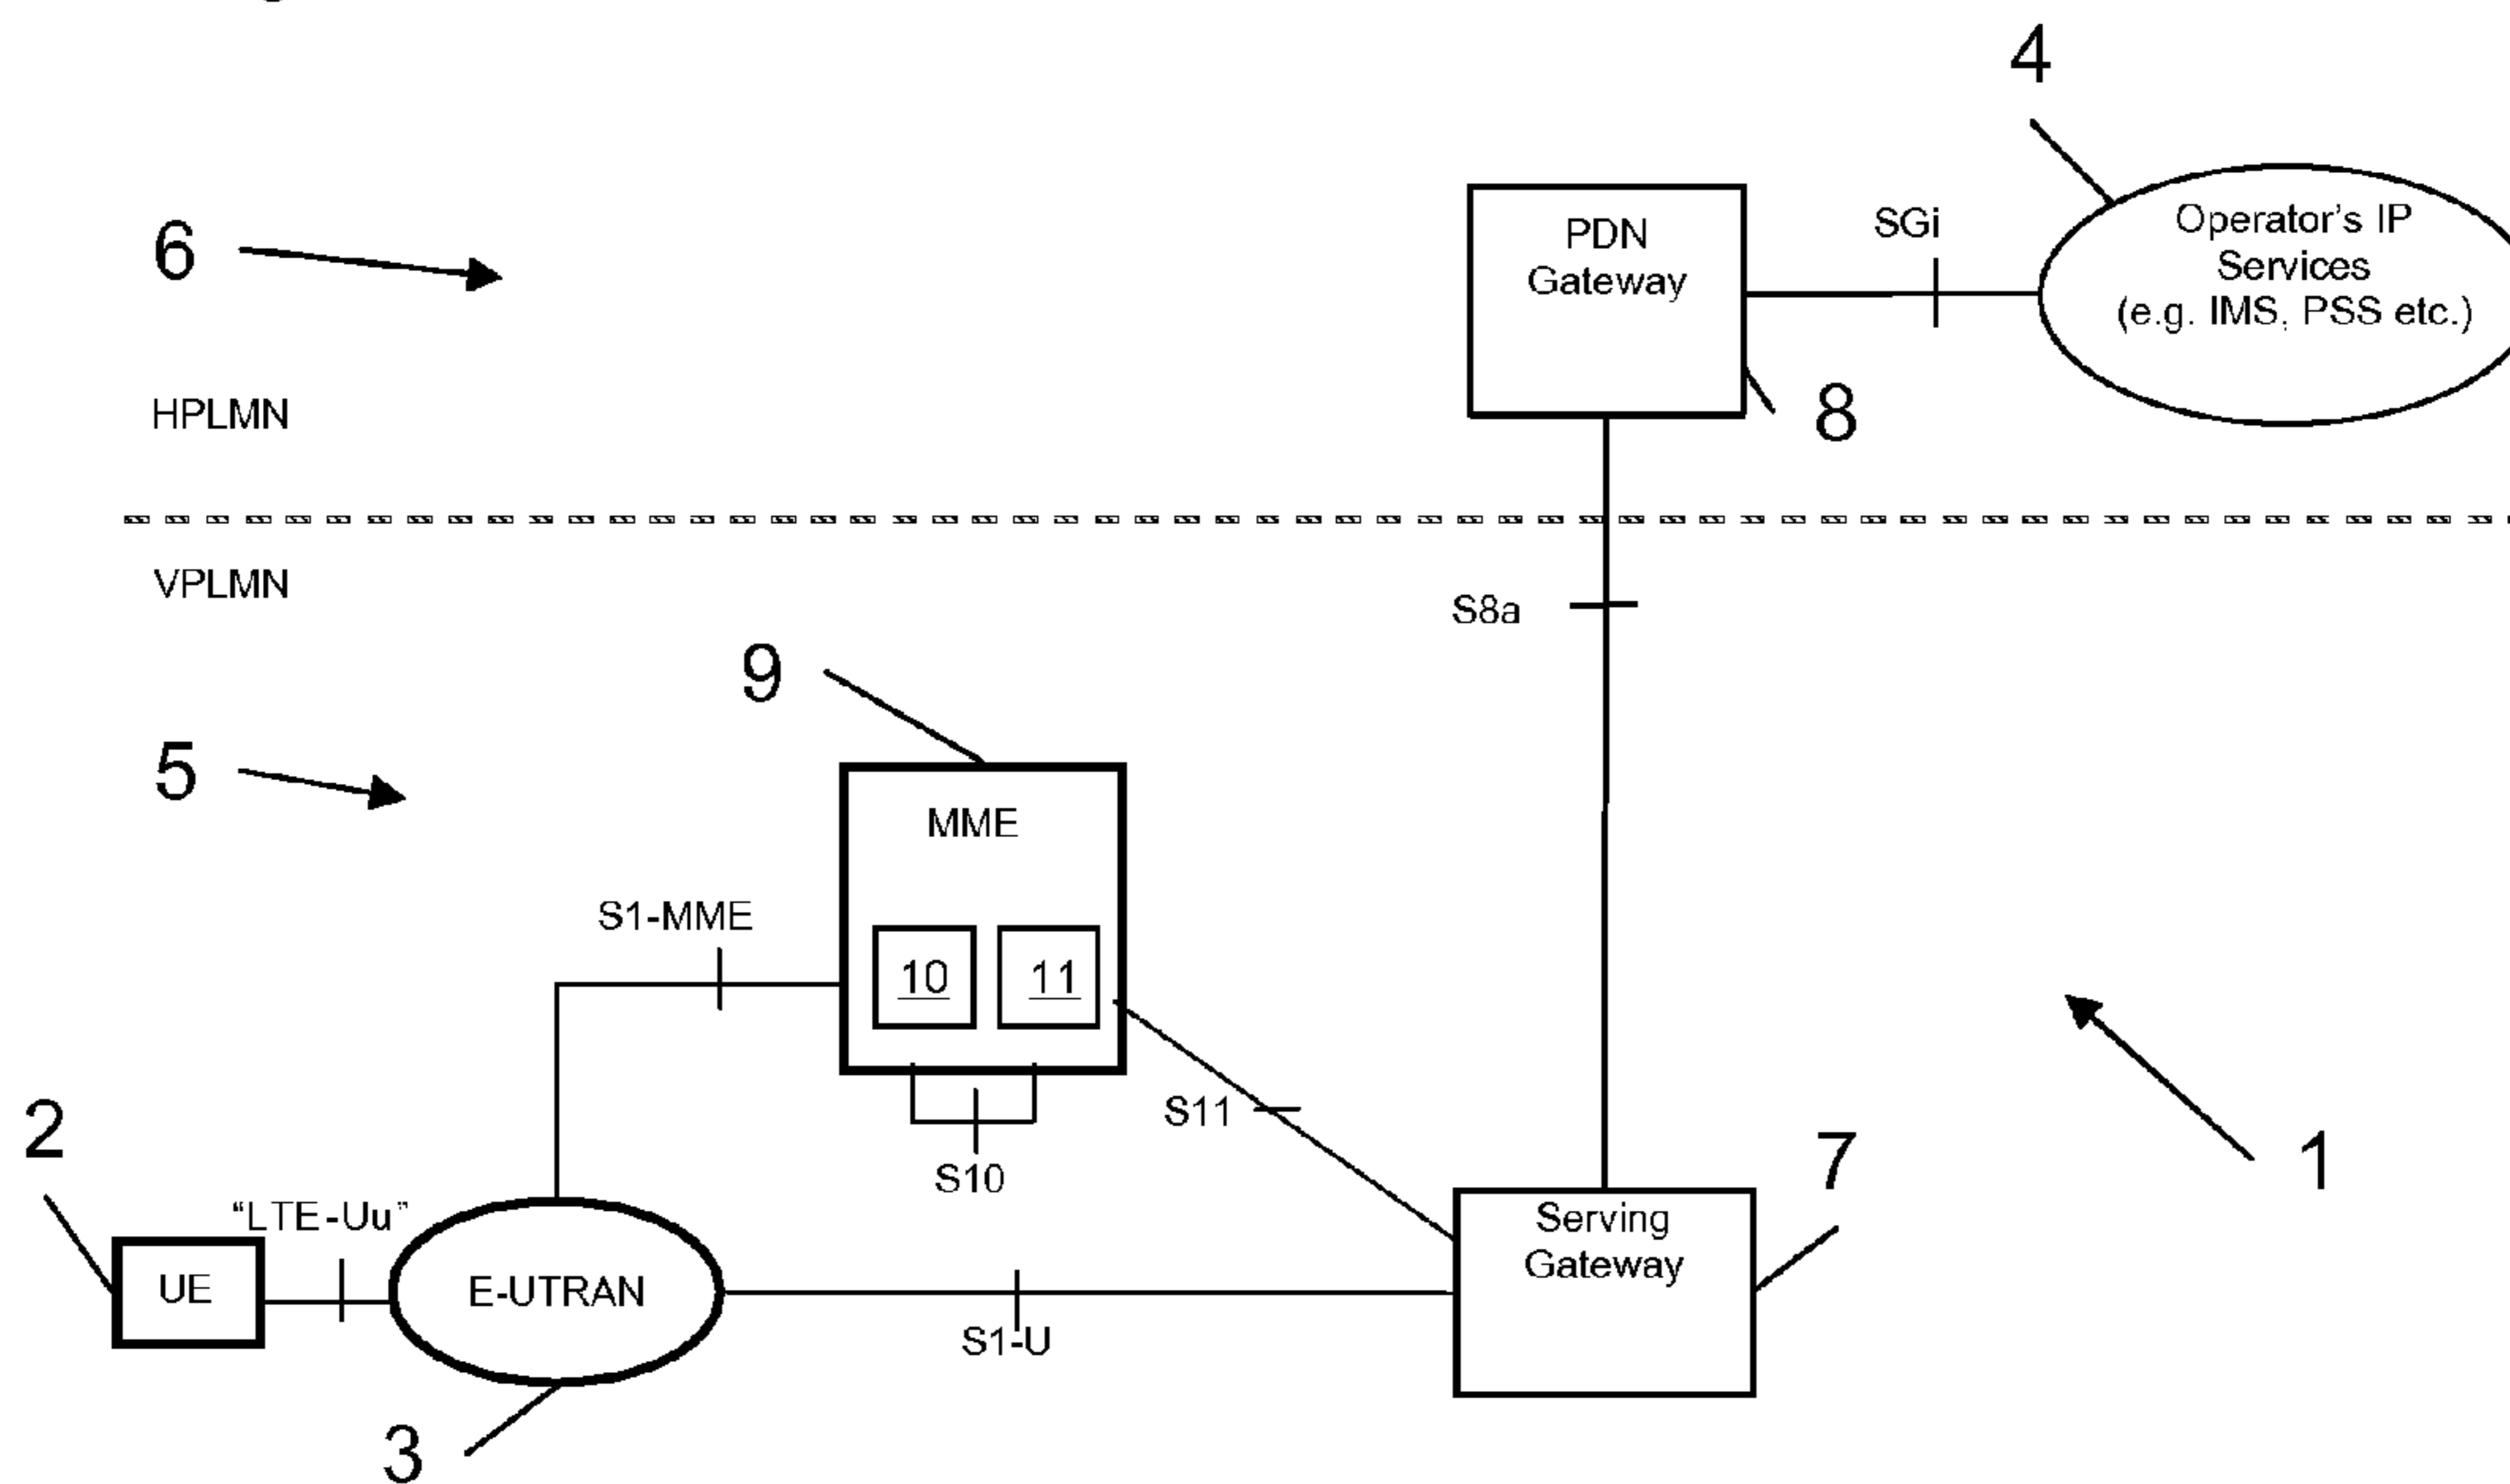 4
6
PDN
Gateway
SGi
Operator's IP
Services
(e.g. IMS, PSS etc.)
8
HPLMN
VPLMN
S8a
9
5
MME
S1-MME
10
11
S11
S10
2
"LTE-Uu"
UE
E-UTRAN
S1-U
Serving
Gateway
7
1
3